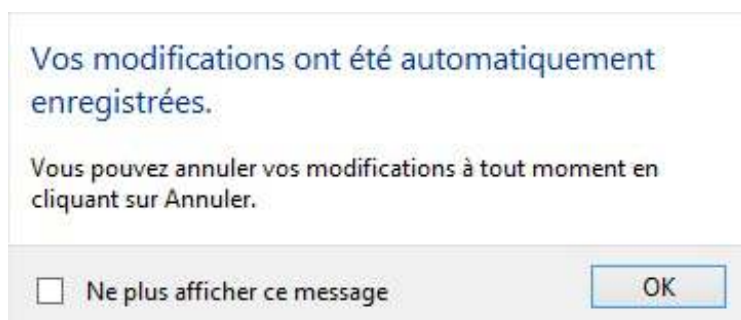 Vos modifications ont été automatiquement
enregistrées.
Vous pouvez annuler vos modifications à tout moment en
cliquant sur Annuler.
Ne plus afficher ce message
OK